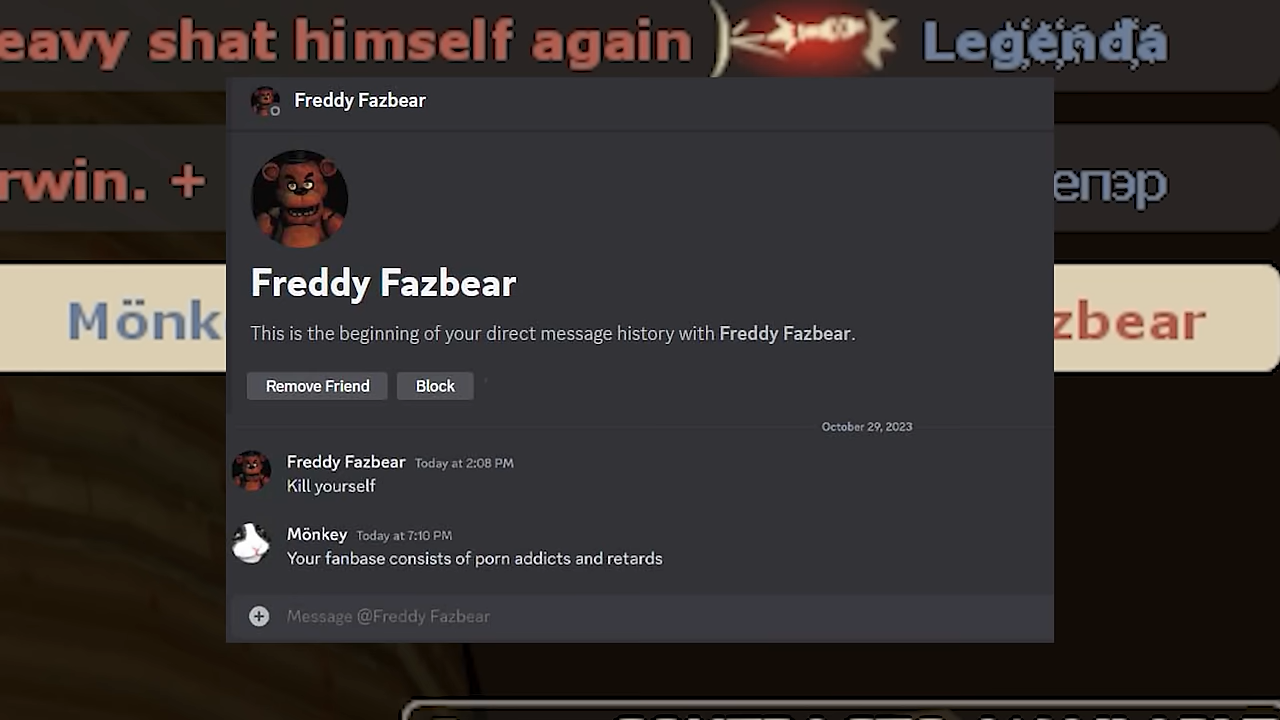 eavy shat himself again
Legéndá
Freddy Fazbear
rwin. +
епэр
Freddy Fazbear
This is the beginning of your direct message history with Freddy Fazbear.
Mönk
zbear
Remove Friend
Block
October 29, 2023
Freddy Fazbear Today at 2:08 PM
Kill yourself
Mönkey Today at 7:10 PM
Your fanbase consists of porn addicts and retards
Message @Freddy Fazbear